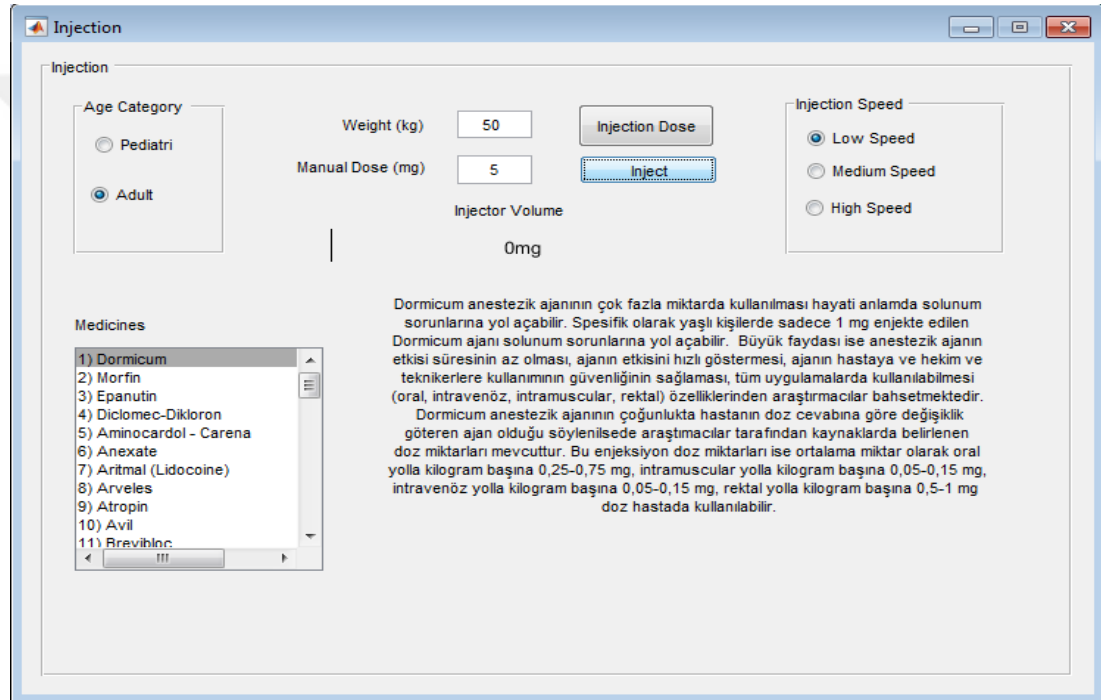 Injection
Injection
Age Category
Pediatri
Adult
Weight (kg)
50
Injection Dose
Manual Dose (mg)
5
Inject
Injector Volume
0mg
Injection Speed
Low Speed
Medium Speed
High Speed
Medicines
1) Dormicum
2) Morfin
3) Epanutin
4) Diclomec-Dikloron
5) Aminocardol - Carena
6) Anexate
7) Aritmal (Lidocoine)
8) Arveles
9) Atropin
10) Avil
11) Brevibloc
Dormicum anestezik ajanının çok fazla miktarda kullanılması hayati anlamda solunum
sorunlarına yol açabilir. Spesifik olarak yaşlı kişilerde sadece 1 mg enjekte edilen
Dormicum ajanı solunum sorunlarına yol açabilir. Büyük faydası ise anestezik ajanın
etkisi süresinin az olması, ajanın etkisini hızlı göstermesi, ajanın hastaya ve hekim ve
teknikerlere kullanımının güvenliğinin sağlaması, tüm uygulamalarda kullanılabilmesi
(oral, intravenöz, intramuscular, rektal) özelliklerinden araştırmacılar bahsetmektedir.
Dormicum anestezik ajanının çoğunlukta hastanın doz cevabına göre değişiklik
göteren ajan olduğu söylenilsede araştımacılar tarafından kaynaklarda belirlenen
doz miktarları mevcuttur. Bu enjeksiyon doz miktarları ise ortalama miktar olarak oral
yolla kilogram başına 0,25-0,75 mg, intramuscular yolla kilogram başına 0,05-0,15 mg,
intravenöz yolla kilogram başına 0,05-0,15 mg, rektal yolla kilogram başına 0,5-1 mg
doz hastada kullanılabilir.